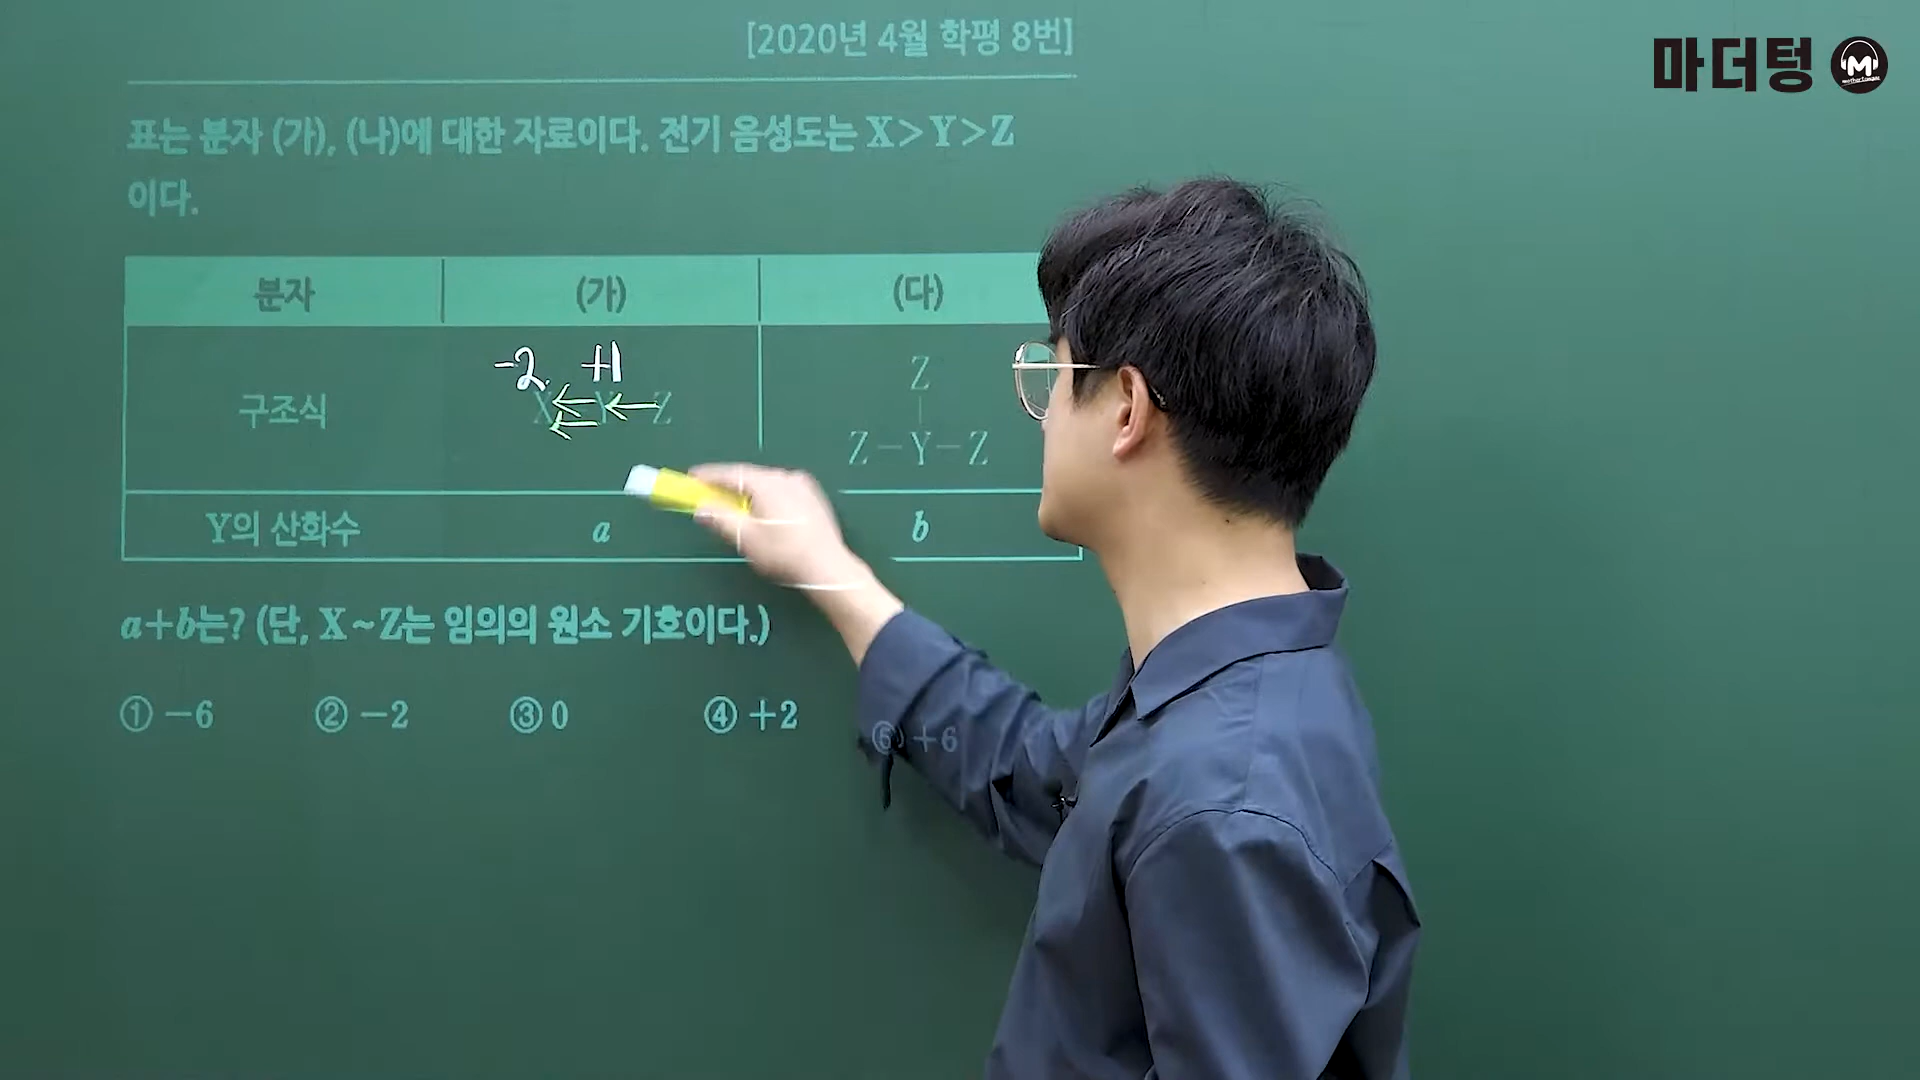 [2020년 4월 학평 8번]
마더텅 M
표는 분자 (가), (나)에 대한 자료이다. 전기 음성도는 X>Y>Z
이다.
분자 (가) (다)
-2 +1
구조식 X Y Z
Z
Z-Y-Z
Y의 산화수 a b
a+b는? (단, X~Z는 임의의 원소 기호이다.)
① -6 ② -2 ③ 0 ④ +2 ⑤ +6